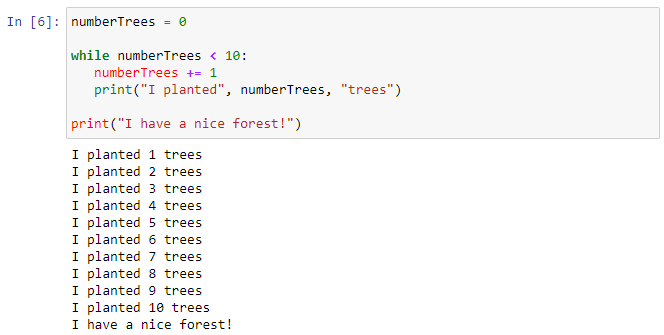 In [6]: numberTrees = 0
while numberTrees < 10:
numberTrees += 1
print("I planted", numberTrees, "trees")
print("I have a nice forest!")
I planted 1 trees
I planted 2 trees
I planted 3 trees
I planted 4 trees
I planted 5 trees
I planted 6 trees
I planted 7 trees
I planted 8 trees
I planted 9 trees
I planted 10 trees
I have a nice forest!